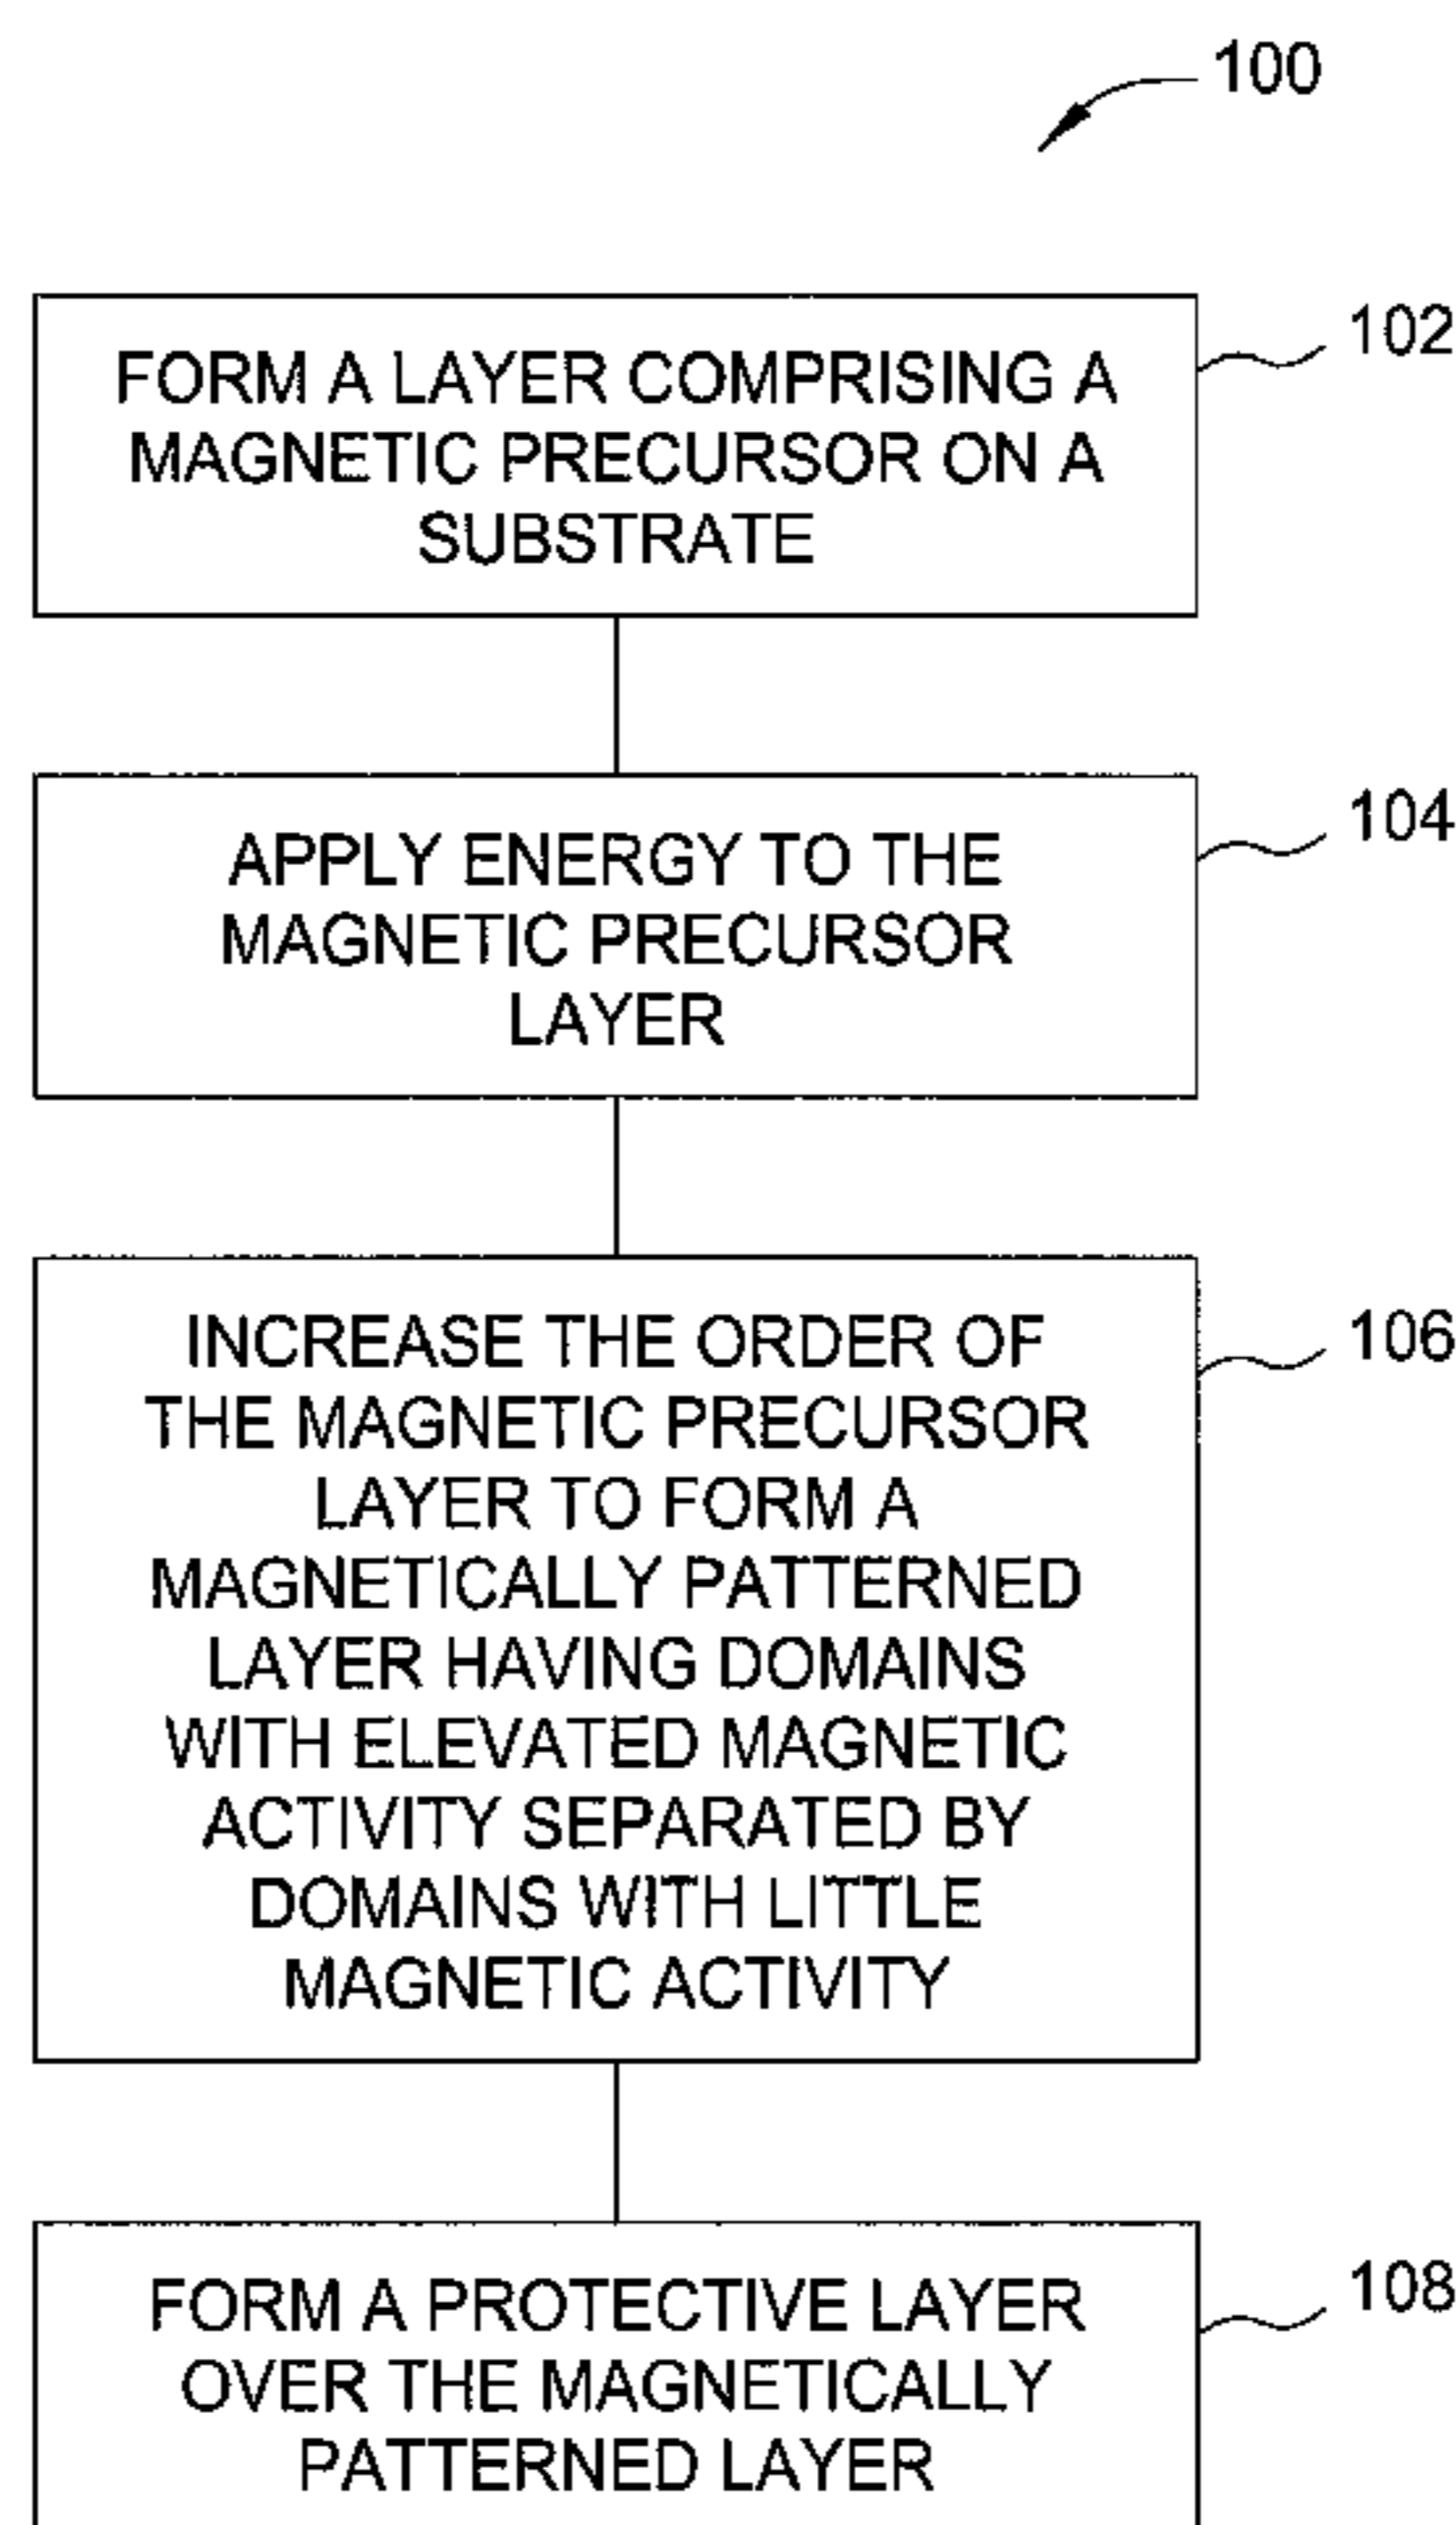 100
FORM A LAYER COMPRISING A
MAGNETIC PRECURSOR ON A
SUBSTRATE
102
APPLY ENERGY TO THE
MAGNETIC PRECURSOR
LAYER
104
INCREASE THE ORDER OF
THE MAGNETIC PRECURSOR
LAYER TO FORM A
MAGNETICALLY PATTERNED
LAYER HAVING DOMAINS
WITH ELEVATED MAGNETIC
ACTIVITY SEPARATED BY
DOMAINS WITH LITTLE
MAGNETIC ACTIVITY
106
FORM A PROTECTIVE LAYER
OVER THE MAGNETICALLY
PATTERNED LAYER
108